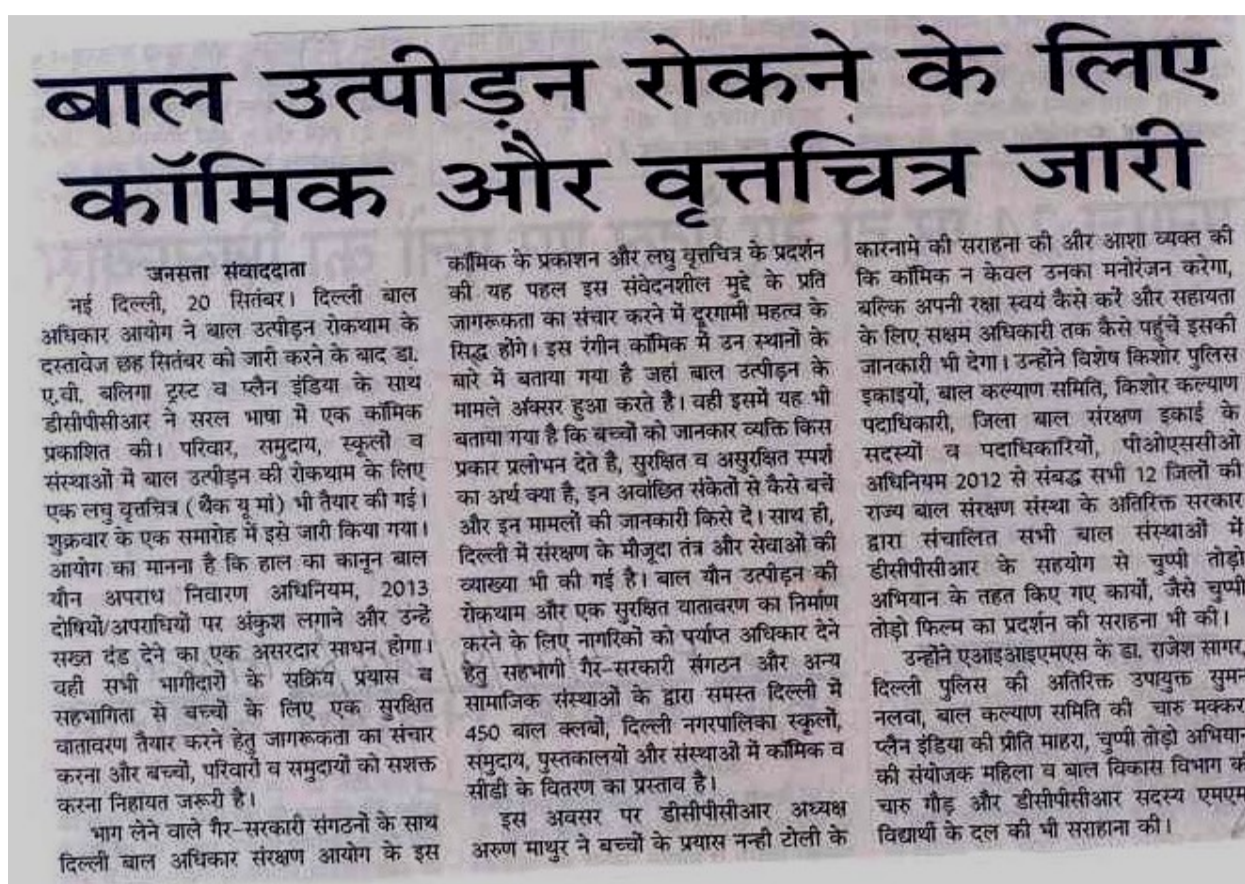 बाल उत्पीड़न रोकने के लिए
कॉमिक और वृत्तचित्र जारी
जनसत्ता संवाददाता
नई दिल्ली, 20 सितंबर। दिल्ली बाल
अधिकार आयोग ने बाल उत्पीड़न रोकथाम के
दस्तावेज छह सितंबर को जारी करने के बाद डा.
ए.वी. बलिगा ट्रस्ट व प्लैन इंडिया के साथ
डीसीपीसीआर ने सरल भाषा में एक कॉमिक
प्रकाशित की। परिवार, समुदाय, स्कूलों व
संस्थाओं में बाल उत्पीड़न की रोकथाम के लिए
एक लघु वृत्तचित्र (थैक यू मां) भी तैयार की गई।
शुक्रवार के एक समारोह में इसे जारी किया गया।
आयोग का मानना है कि हाल का कानून बाल
यौन अपराध निवारण अधिनियम, 2013
दोषियों/अपराधियों पर अंकुश लगाने और उन्हें
सख्त दंड देने का एक असरदार साधन होगा।
वही सभी भागीदारों के सक्रिय प्रयास व
सहभागिता से बच्चों के लिए एक सुरक्षित
वातावरण तैयार करने हेतु जागरूकता का संचार
करना और बच्चों, परिवारों व समुदायों को सशक्त
करना निहायत जरूरी है।
भाग लेने वाले गैर-सरकारी संगठनों के साथ
दिल्ली बाल अधिकार संरक्षण आयोग के इस
कॉमिक के प्रकाशन और लघु वृत्तचित्र के प्रदर्शन
की यह पहल इस संवेदनशील मुद्दे के प्रति
जागरूकता का संचार करने में दूरगामी महत्व के
सिद्ध होंगे। इस रंगीन कॉमिक में उन स्थानों के
बारे में बताया गया है जहां बाल उत्पीड़न के
मामले अक्सर हुआ करते है। वही इसमें यह भी
बताया गया है कि बच्चों को जानकार व्यक्ति किस
प्रकार प्रलोभन देते है, सुरक्षित व असुरक्षित स्पर्श
का अर्थ क्या है, इन अवांछित संकेतों से कैसे बचें
और इन मामलों की जानकारी किसे दें। साथ ही,
दिल्ली में संरक्षण के मौजूदा तंत्र और सेवाओं की
व्याख्या भी की गई है। बाल यौन उत्पीड़न की
रोकथाम और एक सुरक्षित वातावरण का निर्माण
करने के लिए नागरिकों को पर्याप्त अधिकार देने
हेतु सहभागी गैर-सरकारी संगठन और अन्य
सामाजिक संस्थाओं के द्वारा समस्त दिल्ली में
450 बाल क्लबों, दिल्ली नगरपालिका स्कूलों,
समुदाय, पुस्तकालयों और संस्थाओं में कॉमिक व
सीडी के वितरण का प्रस्ताव है।
इस अवसर पर डीसीपीसीआर अध्यक्ष
अरुण माथुर ने बच्चों के प्रयास नन्ही टोली के
कारनामे की सराहना की और आशा व्यक्त की
कि कॉमिक न केवल उनका मनोरंजन करेगा,
बल्कि अपनी रक्षा स्वयं कैसे करें और सहायता
के लिए सक्षम अधिकारी तक कैसे पहुंचें इसकी
जानकारी भी देगा। उन्होंने विशेष किशोर पुलिस
इकाइयों, बाल कल्याण समिति, किशोर कल्याण
पदाधिकारी, जिला बाल संरक्षण इकाई के
सदस्यों व पदाधिकारियों, पीओएससीओ
अधिनियम 2012 से संबद्ध सभी 12 जिलों की
राज्य बाल संरक्षण संस्था के अतिरिक्त सरकार
द्वारा संचालित सभी बाल संस्थाओं में
डीसीपीसीआर के सहयोग से चुप्पी तोड़ो
अभियान के तहत किए गए कार्यों, जैसे चुप्पी
तोड़ो फिल्म का प्रदर्शन की सराहना भी की।
उन्होंने एआइआइएमएस के डा. राजेश सागर,
दिल्ली पुलिस की अतिरिक्त उपायुक्त सुमन
नलवा, बाल कल्याण समिति की चारु मक्कर,
प्लैन इंडिया की प्रीति माहरा, चुप्पी तोड़ो अभियान
की संयोजक महिला व बाल विकास विभाग की
चारु गौड़ और डीसीपीसीआर सदस्य एमएम
विद्यार्थी के दल की भी सराहाना की।